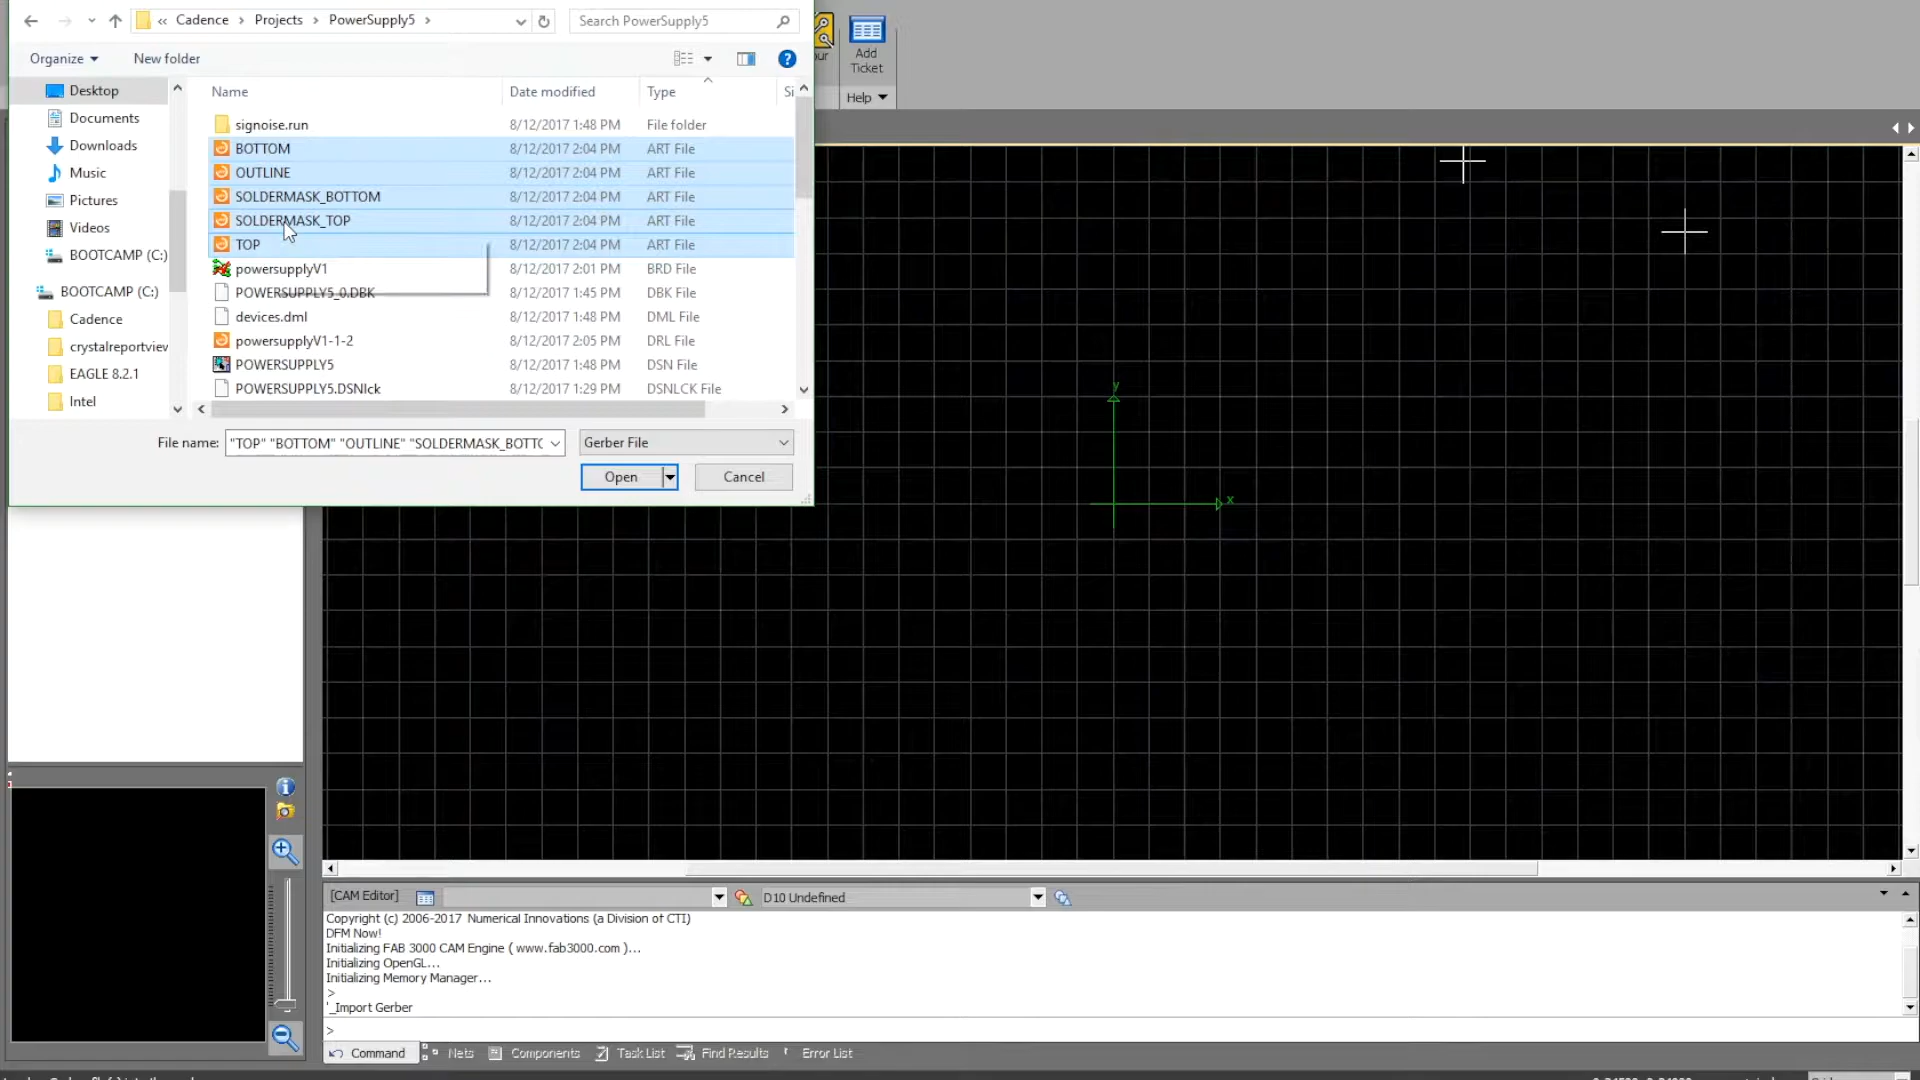 « Cadence › Projects › PowerSupply5 ›
Search PowerSupply5
Organize
New folder
Add
Ticket
Help
Desktop
Documents
Downloads
Music
Pictures
Videos
BOOTCAMP (C:)
BOOTCAMP (C:)
Cadence
crystalreportview
EAGLE 8.2.1
Intel
Name Date modified Type Si
signoise.run 8/12/2017 1:48 PM File folder
BOTTOM 8/12/2017 2:04 PM ART File
OUTLINE 8/12/2017 2:04 PM ART File
SOLDERMASK_BOTTOM 8/12/2017 2:04 PM ART File
SOLDERMASK_TOP 8/12/2017 2:04 PM ART File
TOP 8/12/2017 2:04 PM ART File
powersupplyV1 8/12/2017 2:01 PM BRD File
POWERSUPPLY5_0.DBK 8/12/2017 1:45 PM DBK File
devices.dml 8/12/2017 1:48 PM DML File
powersupplyV1-1-2 8/12/2017 2:05 PM DRL File
POWERSUPPLY5 8/12/2017 1:48 PM DSN File
POWERSUPPLY5.DSNlck 8/12/2017 1:29 PM DSNLCK File
File name: "TOP" "BOTTOM" "OUTLINE" "SOLDERMASK_BOTTC
Gerber File
Open
Cancel
y
x
[CAM Editor]
D10 Undefined
Copyright (c) 2006-2017 Numerical Innovations (a Division of CTI)
DFM Now!
Initializing FAB 3000 CAM Engine ( www.fab3000.com )...
Initializing OpenGL...
Initializing Memory Manager...
>
'_Import Gerber
>
Command Nets Components Task List Find Results Error List